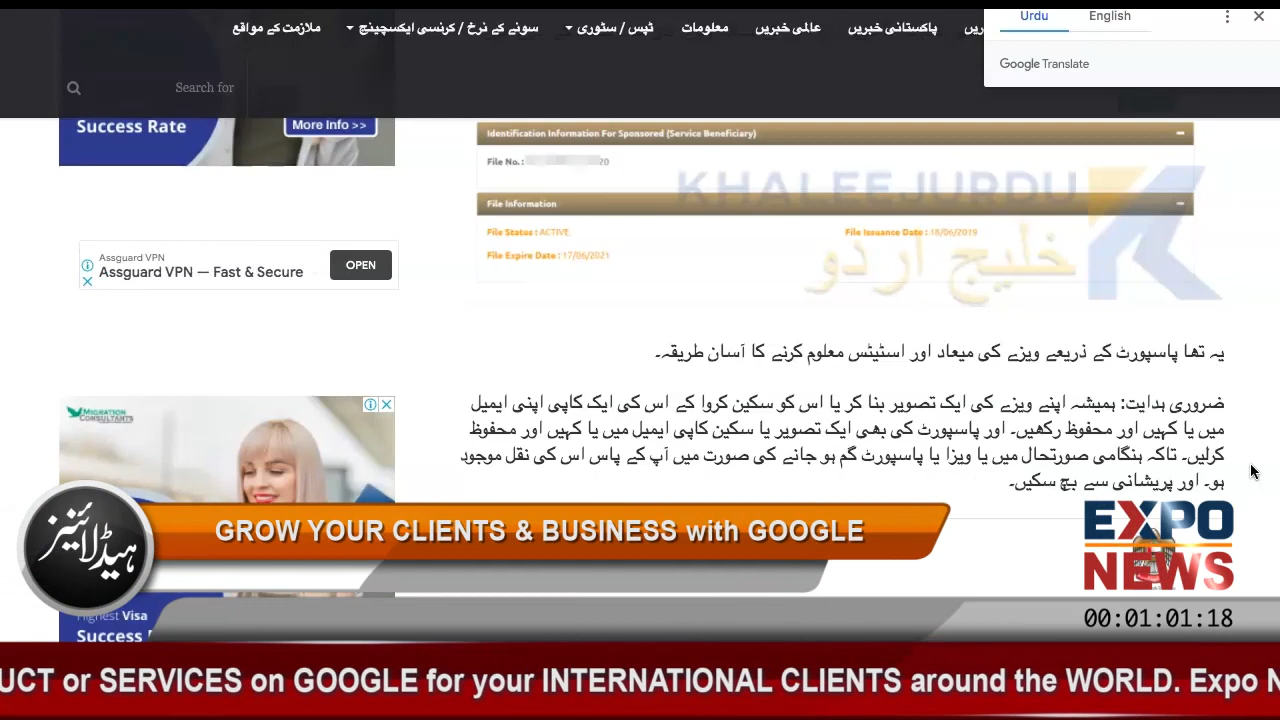 Urdu English
ملازمت کے مواقع سونے کے نرخ / کرنسی ایکسچینج ٹپس / سٹوری معلومات عالمی خبریں پاکستانی خبریں
Google Translate
Search for
Success Rate
More Info >>
Identification Information For Sponsored (Service Beneficiary)
File No. : 20
KHALEEJURDU
File Information
File Status : ACTIVE File Issuance Date : 18/06/2019
File Expire Date : 17/06/2021
خلیج اردو
Assguard VPN
Assguard VPN — Fast & Secure
OPEN
یہ تھا پاسپورٹ کے ذریعے ویزے کی میعاد اور اسٹیٹس معلوم کرنے کا آسان طریقہ۔
ضروری ہدایت: ہمیشہ اپنے ویزے کی ایک تصویر بنا کر یا اس کو سکین کروا کے اس کی ایک کاپی اپنی ایمیل
میں یا کہیں اور محفوظ رکھیں۔ اور پاسپورٹ کی بھی ایک تصویر یا سکین کاپی ایمیل میں یا کہیں اور محفوظ
کرلیں۔ تاکہ ہنگامی صورتحال میں یا ویزا یا پاسپورٹ گم ہو جانے کی صورت میں آپ کے پاس اس کی نقل موجود
ہو۔ اور پریشانی سے بچ سکیں۔
MIGRATION
CONSULTANTS
ہیڈلائنز
GROW YOUR CLIENTS & BUSINESS with GOOGLE
EXPO
NEWS
00:01:01:18
Highest Visa
Success
UCT or SERVICES on GOOGLE for your INTERNATIONAL CLIENTS around the WORLD. Expo N